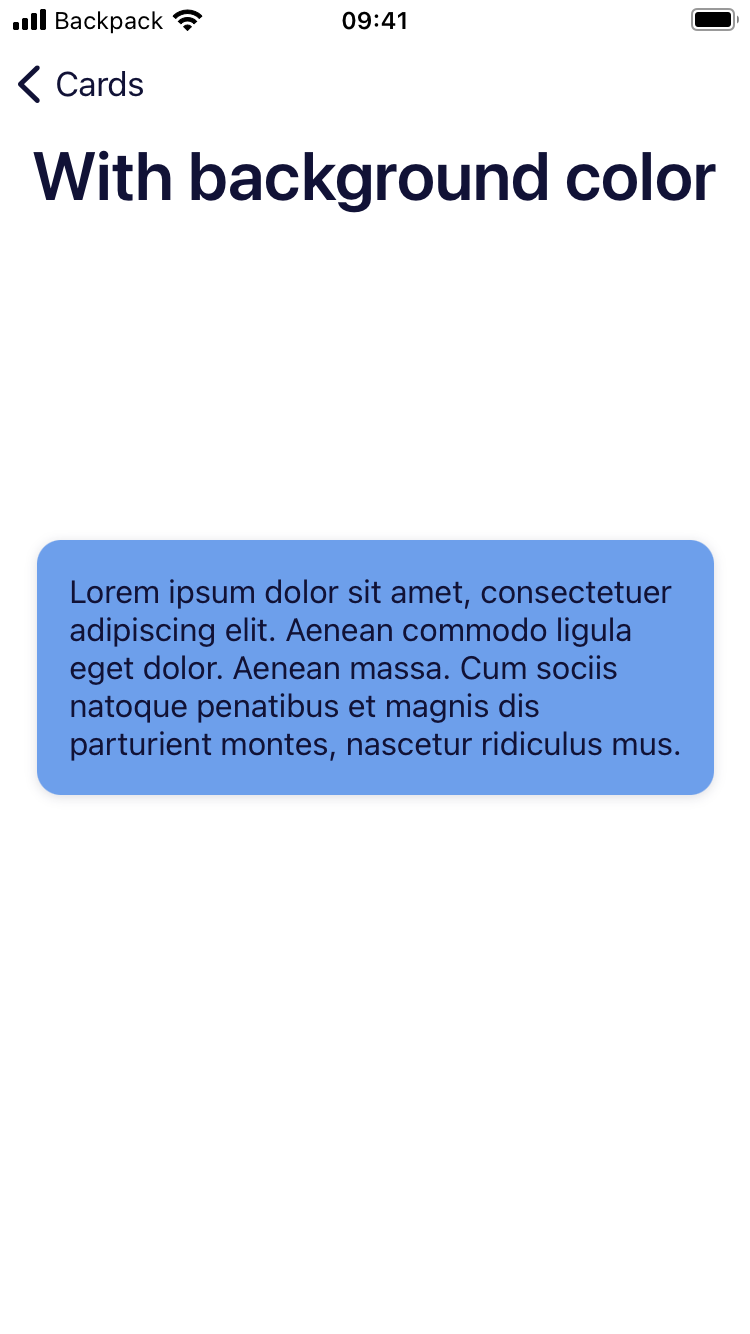 Backpack 09:41
Cards
With background color
Lorem ipsum dolor sit amet, consectetuer
adipiscing elit. Aenean commodo ligula
eget dolor. Aenean massa. Cum sociis
natoque penatibus et magnis dis
parturient montes, nascetur ridiculus mus.